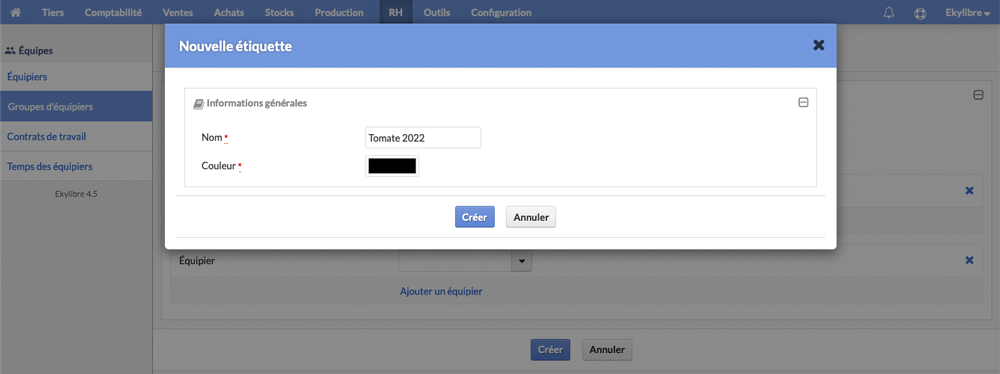 Tiers Comptabilité Ventes Achats Stocks Production RH Outils Configuration Ekylibre
Équipes
Équipiers
Groupes d'équipiers
Contrats de travail
Temps des équipiers
Ekylibre 4.5
Nouvelle étiquette
Informations générales
Nom *
Tomate 2022
Couleur *
Créer Annuler
Équipier
Ajouter un équipier
Créer Annuler